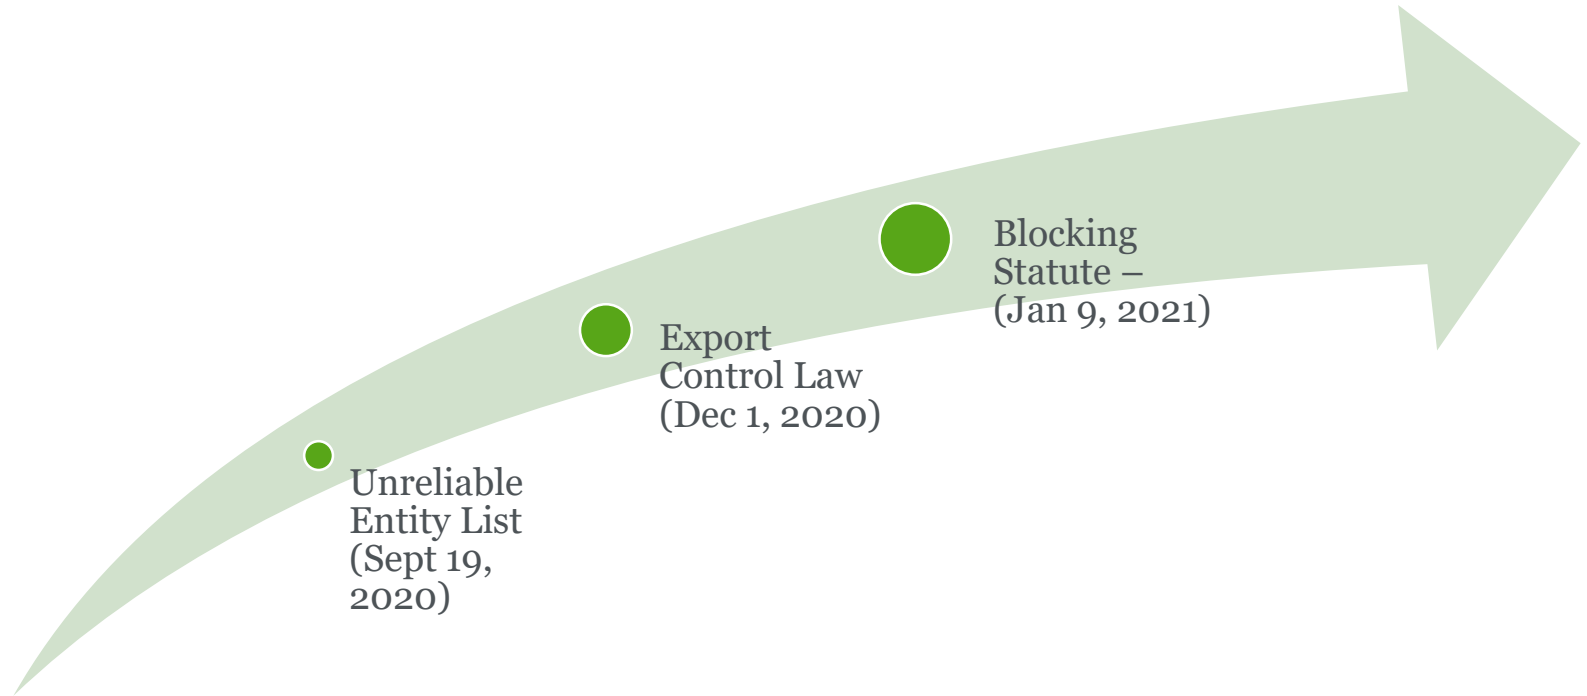 Unreliable
Entity List
(Sept 19,
2020)
Export
Control Law
(Dec 1, 2020)
Blocking
Statute –
(Jan 9, 2021)